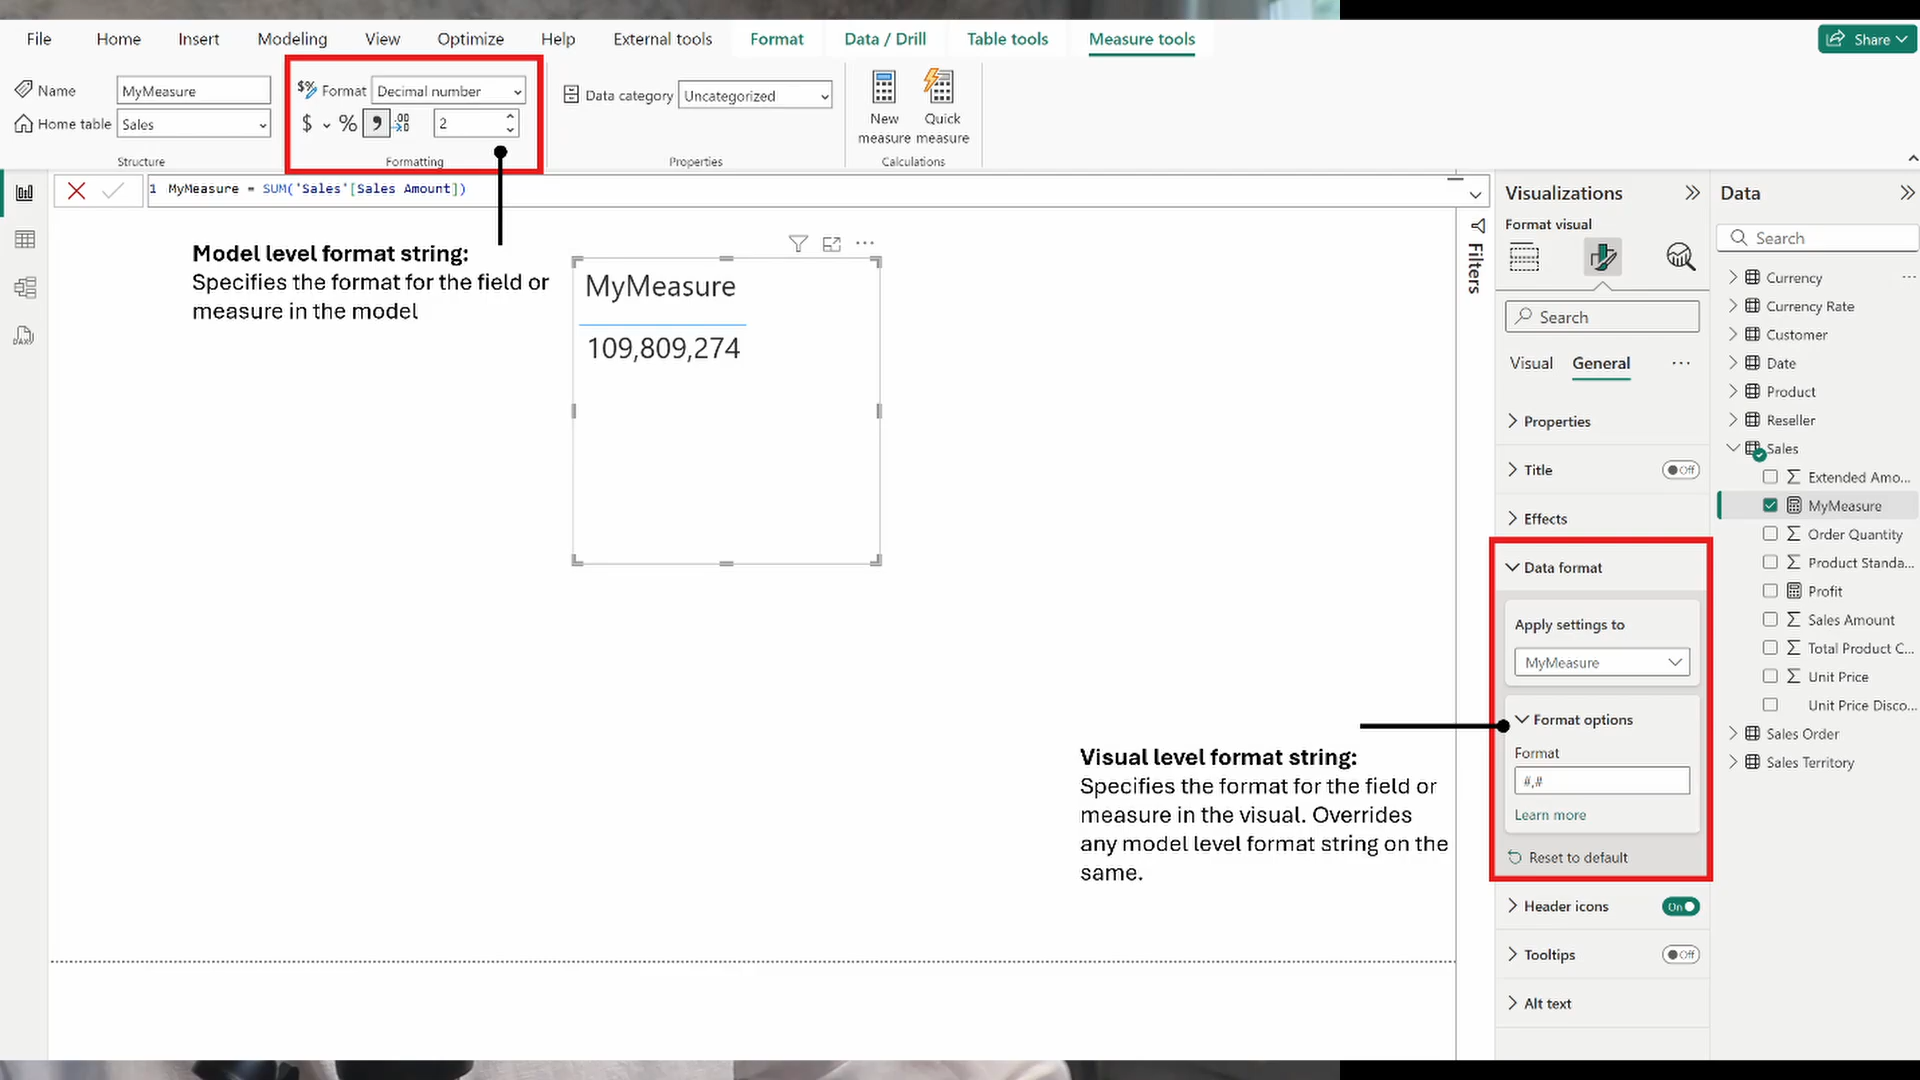 File Home Insert Modeling View Optimize Help External tools Format Data / Drill Table tools Measure tools Share
Name MyMeasure
Home table Sales
Structure
$% Format Decimal number
$ % , .00 2
Formatting
Data category Uncategorized
Properties
New measure
Quick measure
Calculations
1 MyMeasure = SUM('Sales'[Sales Amount])
Model level format string:
Specifies the format for the field or
measure in the model
MyMeasure
109,809,274
Visual level format string:
Specifies the format for the field or
measure in the visual. Overrides
any model level format string on the
same.
Filters
Visualizations
Format visual
Search
Visual General
Properties
Title Off
Effects
Data format
Apply settings to
MyMeasure
Format options
Format
#,#
Learn more
Reset to default
Header icons On
Tooltips Off
Alt text
Data
Search
Currency
Currency Rate
Customer
Date
Product
Reseller
Sales
Extended Amo...
MyMeasure
Order Quantity
Product Standa...
Profit
Sales Amount
Total Product C...
Unit Price
Unit Price Disco...
Sales Order
Sales Territory